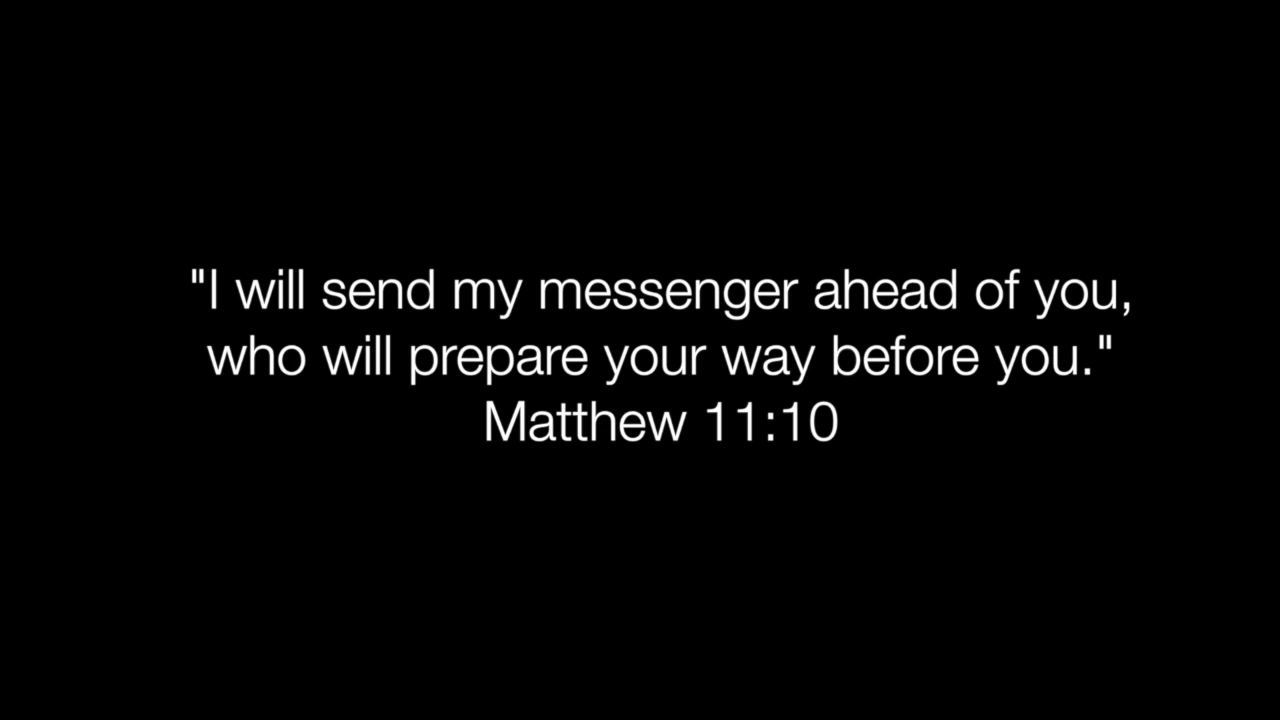 "I will send my messenger ahead of you,
who will prepare your way before you."
Matthew 11:10